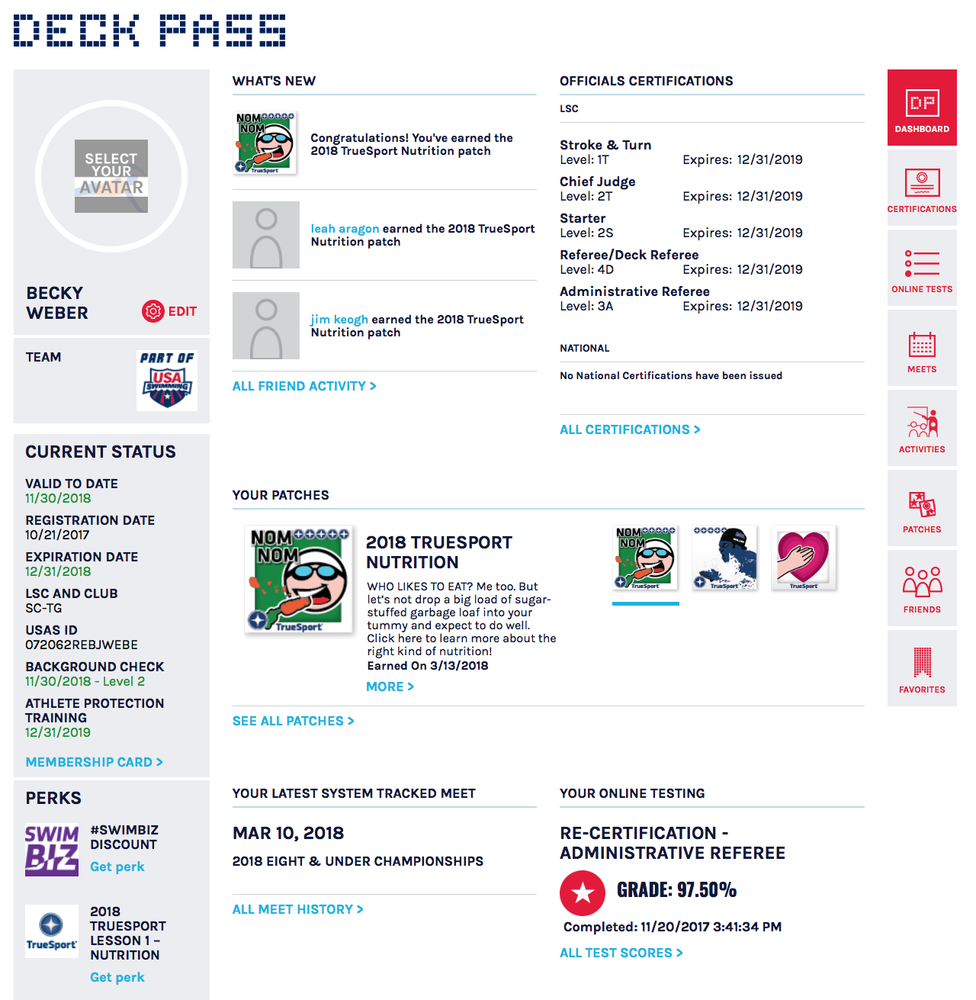 DECK PASS
SELECT
YOUR
AVATAR
BECKY
WEBER
EDIT
TEAM
PART OF
USA
SWIMMING
CURRENT STATUS
VALID TO DATE
11/30/2018
REGISTRATION DATE
10/21/2017
EXPIRATION DATE
12/31/2018
LSC AND CLUB
SC-TG
USAS ID
072062REBJWEBE
BACKGROUND CHECK
11/30/2018 - Level 2
ATHLETE PROTECTION
TRAINING
12/31/2019
MEMBERSHIP CARD >
PERKS
SWIM
BIZ
#SWIMBIZ
DISCOUNT
Get perk
TrueSport
2018
TRUESPORT
LESSON 1 –
NUTRITION
Get perk
WHAT'S NEW
NOM
NOM
TrueSport
Congratulations! You've earned the
2018 TrueSport Nutrition patch
leah aragon earned the 2018 TrueSport
Nutrition patch
jim keogh earned the 2018 TrueSport
Nutrition patch
ALL FRIEND ACTIVITY >
OFFICIALS CERTIFICATIONS
LSC
Stroke & Turn
Level: 1T Expires: 12/31/2019
Chief Judge
Level: 2T Expires: 12/31/2019
Starter
Level: 2S Expires: 12/31/2019
Referee/Deck Referee
Level: 4D Expires: 12/31/2019
Administrative Referee
Level: 3A Expires: 12/31/2019
NATIONAL
No National Certifications have been issued
ALL CERTIFICATIONS >
YOUR PATCHES
NOM
NOM
TrueSport
2018 TRUESPORT
NUTRITION
WHO LIKES TO EAT? Me too. But
let's not drop a big load of sugar-
stuffed garbage loaf into your
tummy and expect to do well.
Click here to learn more about the
right kind of nutrition!
Earned On 3/13/2018
MORE >
NOM
NOM
TrueSport
TrueSport
TrueSport
SEE ALL PATCHES >
YOUR LATEST SYSTEM TRACKED MEET
MAR 10, 2018
2018 EIGHT & UNDER CHAMPIONSHIPS
ALL MEET HISTORY >
YOUR ONLINE TESTING
RE-CERTIFICATION -
ADMINISTRATIVE REFEREE
GRADE: 97.50%
Completed: 11/20/2017 3:41:34 PM
ALL TEST SCORES >
DP
DASHBOARD
CERTIFICATIONS
ONLINE TESTS
MEETS
ACTIVITIES
PATCHES
FRIENDS
FAVORITES